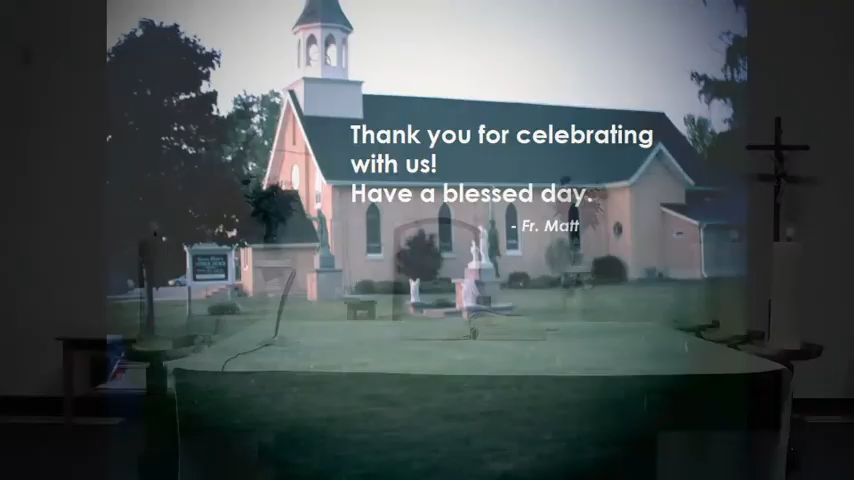 Thank you for celebrating
with us!
Have a blessed day.
- Fr. Matt